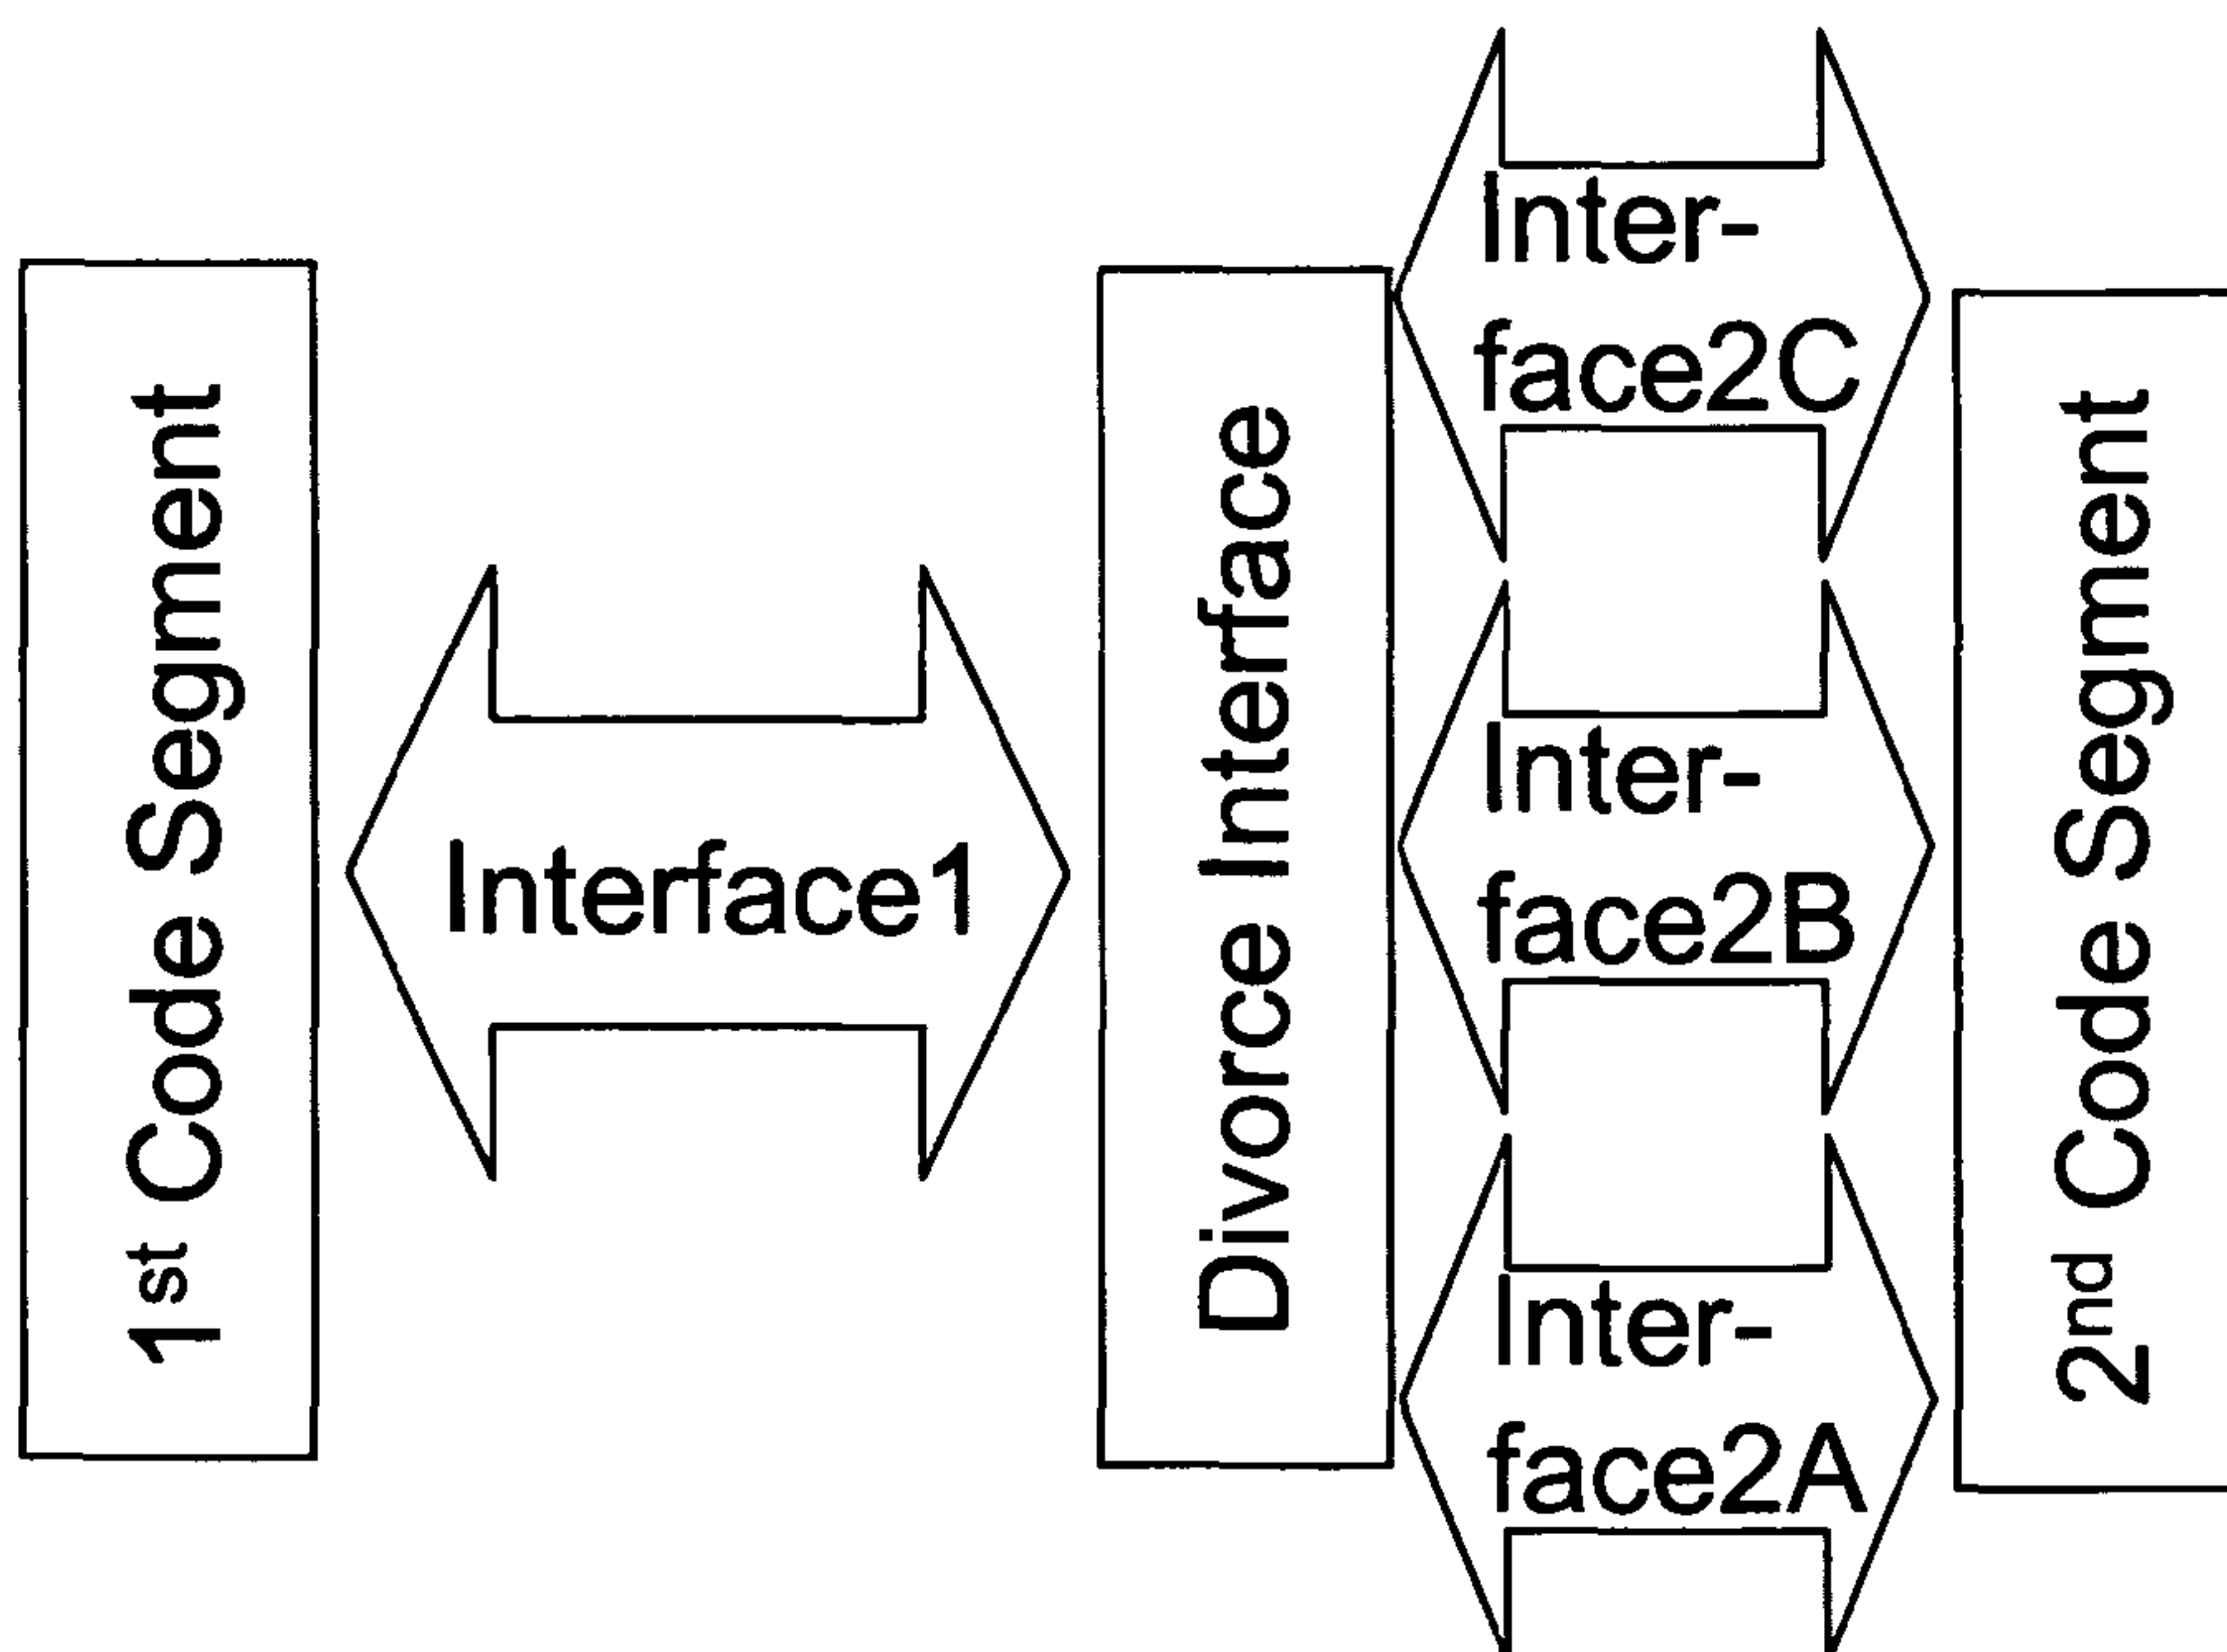 1st Code Segment
Interface1
Divorce Interface
Inter-
face2C
Inter-
face2B
Inter-
face2A
2nd Code Segment